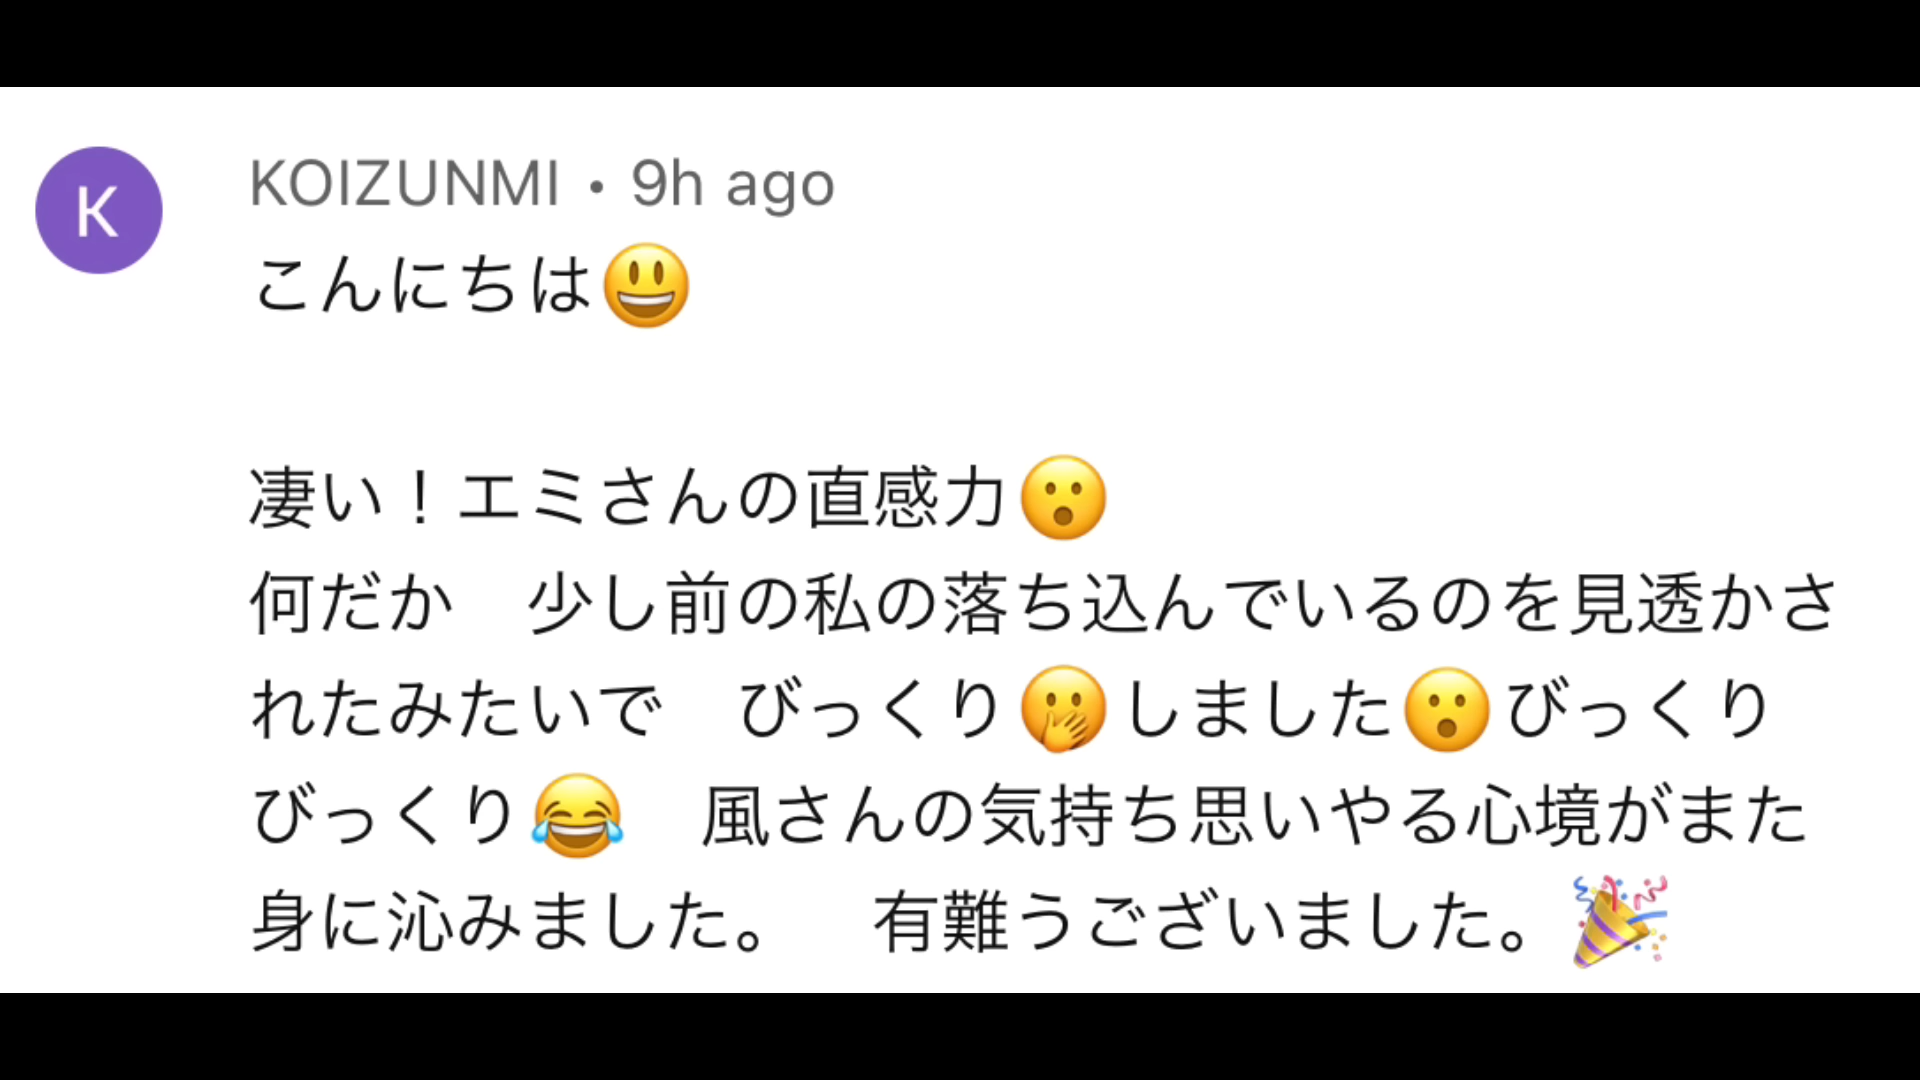 K
KOIZUNMI • 9h ago
こんにちは😃
凄い！エミさんの直感力😮
何だか　少し前の私の落ち込んでいるのを見透かさ
れたみたいで　びっくり🤭しました😮びっくり
びっくり😂　風さんの気持ち思いやる心境がまた
身に沁みました。　有難うございました。🎉